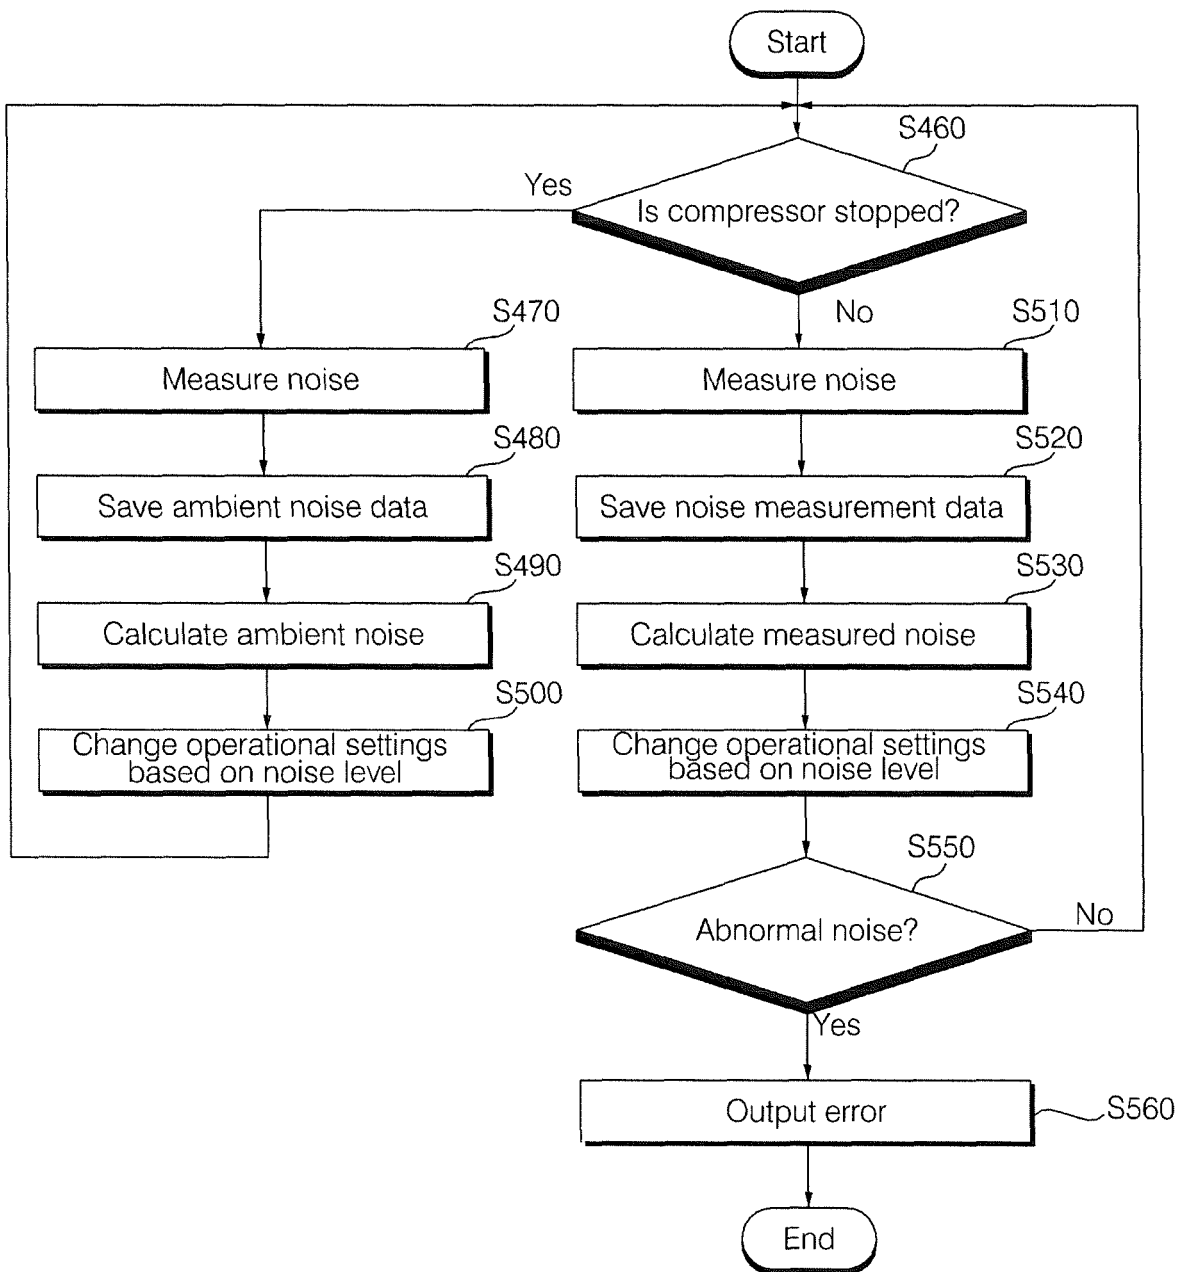 Start
S460
Yes
Is compressor stopped?
No
S470
Measure noise
S510
Measure noise
S480
Save ambient noise data
S520
Save noise measurement data
S490
Calculate ambient noise
S530
Calculate measured noise
S500
Change operational settings
based on noise level
S540
Change operational settings
based on noise level
S550
Abnormal noise?
No
Yes
Output error
S560
End